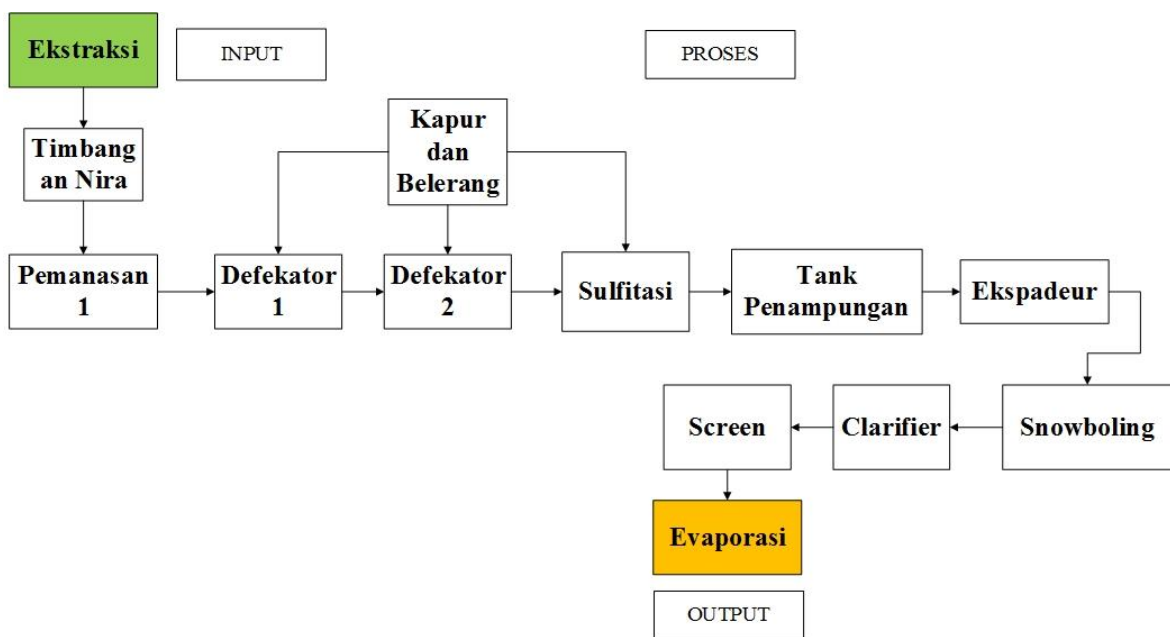 Ekstraksi
INPUT
PROSES
Timbang
an Nira
Kapur
dan
Belerang
Pemanasan
1
Defekator
1
Defekator
2
Sulfitasi
Tank
Penampungan
Ekspadeur
Screen
Clarifier
Snowboling
Evaporasi
OUTPUT